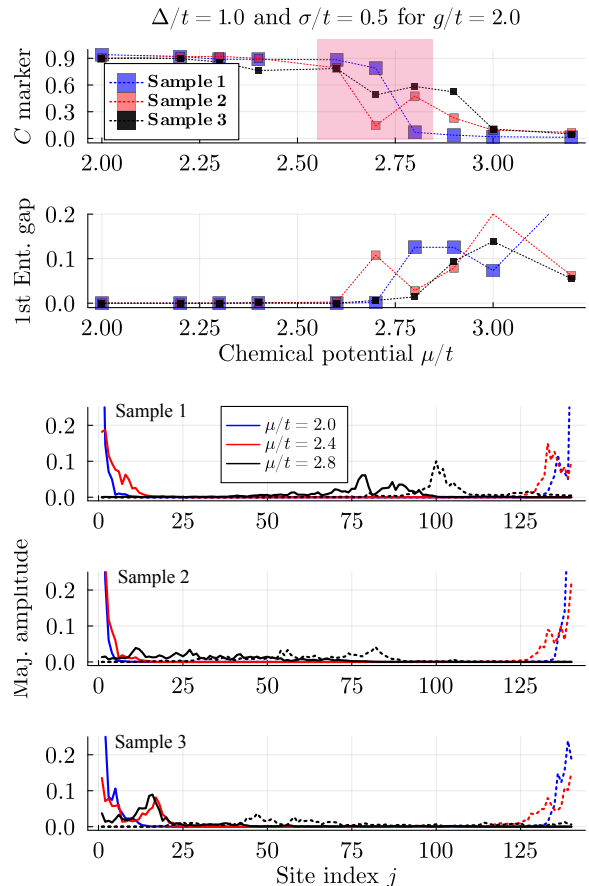 Δ/t = 1.0 and σ/t = 0.5 for g/t = 2.0
C marker
0.9
0.6
0.3
0.0
Sample 1
Sample 2
Sample 3
2.00 2.25 2.50 2.75 3.00
1st Ent. gap
0.2
0.1
0.0
2.00 2.25 2.50 2.75 3.00
Chemical potential μ/t
Maj. amplitude
Sample 1
μ/t = 2.0
μ/t = 2.4
μ/t = 2.8
0.2
0.1
0.0
0 25 50 75 100 125
Sample 2
0.2
0.1
0.0
0 25 50 75 100 125
Sample 3
0.2
0.1
0.0
0 25 50 75 100 125
Site index j